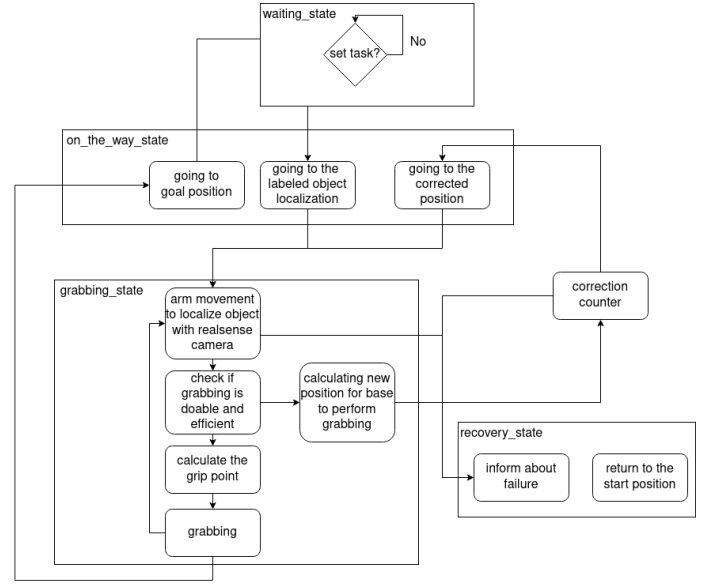 waiting_state
set task?
No
on_the_way_state
going to
goal position
going to the
labeled object
localization
going to the
corrected
position
grabbing_state
arm movement
to localize object
with realsense
camera
correction
counter
check if
grabbing is
doable and
efficient
calculating new
position for base
to perform
grabbing
recovery_state
calculate the
grip point
inform about
failure
return to the
start position
grabbing